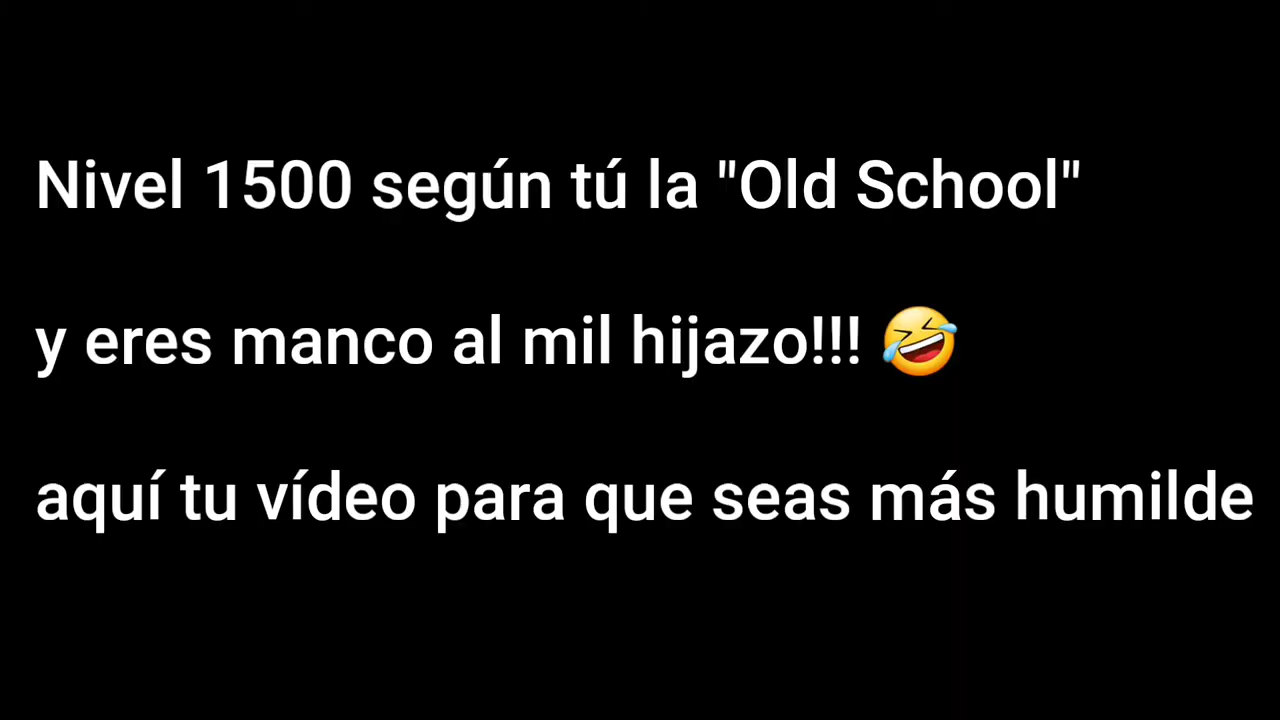 Nivel 1500 según tú la "Old School"
y eres manco al mil hijazo!!! 🤣
aquí tu vídeo para que seas más humilde